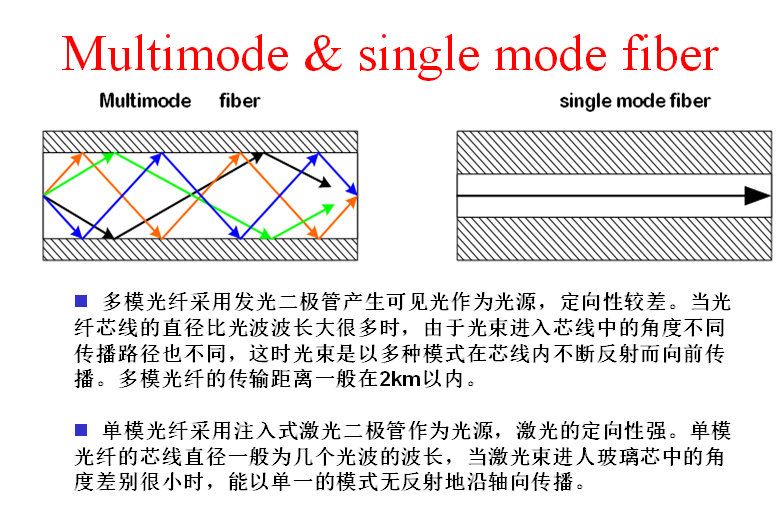 Multimode & single mode fiber
Multimode fiber
single mode fiber
■ 多模光纤采用发光二极管产生可见光作为光源，定向性较差。当光
纤芯线的直径比光波波长大很多时，由于光束进入芯线中的角度不同
传播路径也不同，这时光束是以多种模式在芯线内不断反射而向前传
播。多模光纤的传输距离一般在2km以内。
■ 单模光纤采用注入式激光二极管作为光源，激光的定向性强。单模
光纤的芯线直径一般为几个光波的波长，当激光束进人玻璃芯中的角
度差别很小时，能以单一的模式无反射地沿轴向传播。